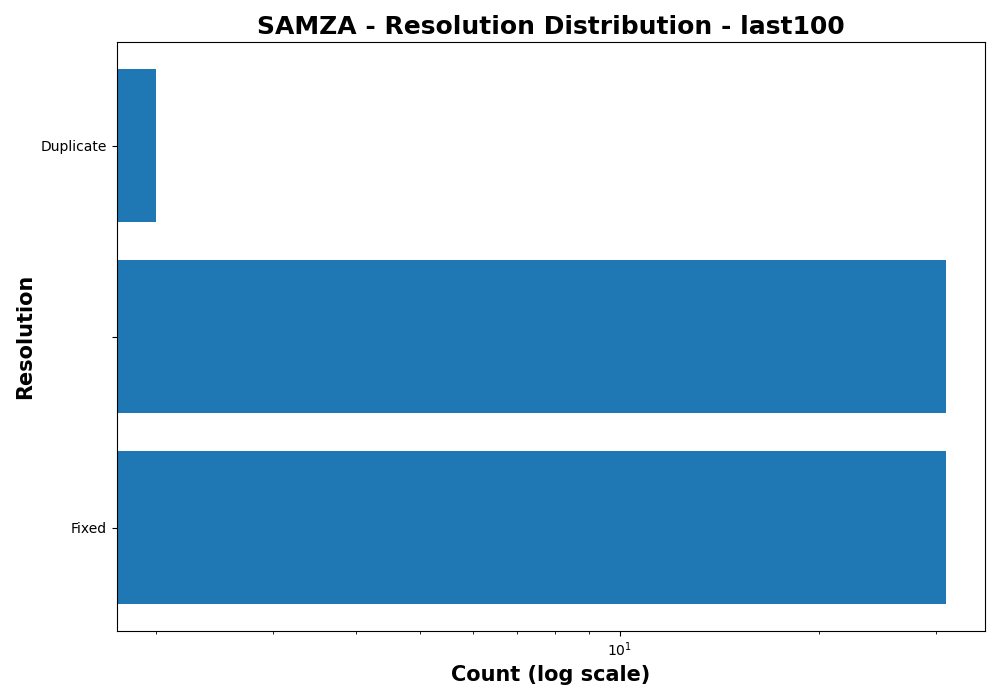 SAMZA - Resolution Distribution - last100
Duplicate
Resolution
Fixed
10¹
Count (log scale)